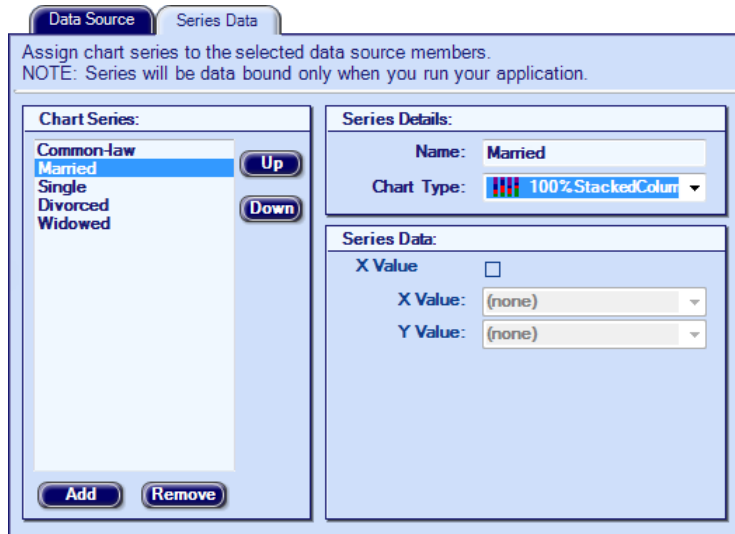 Data Source
Series Data
Assign chart series to the selected data source members.
NOTE: Series will be data bound only when you run your application.
Chart Series:
Common-law
Married
Single
Divorced
Widowed
Up
Down
Add
Remove
Series Details:
Name: Married
Chart Type: 100%StackedColum
Series Data:
X Value
X Value: (none)
Y Value: (none)